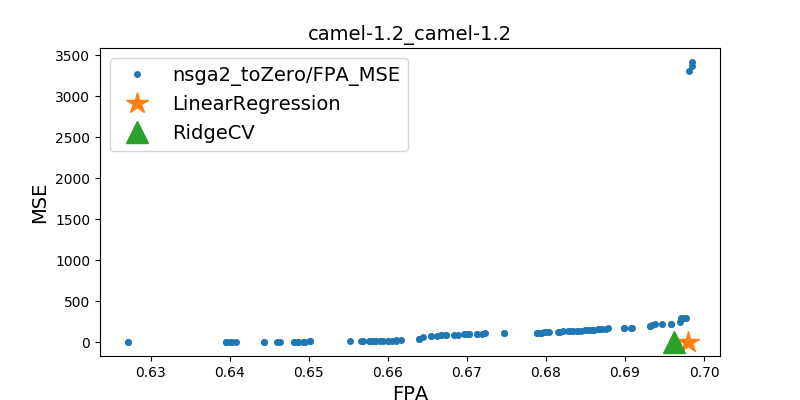 camel-1.2_camel-1.2
nsga2_toZero/FPA_MSE
LinearRegression
RidgeCV
MSE
3500
3000
2500
2000
1500
1000
500
0
0.63 0.64 0.65 0.66 0.67 0.68 0.69 0.70
FPA